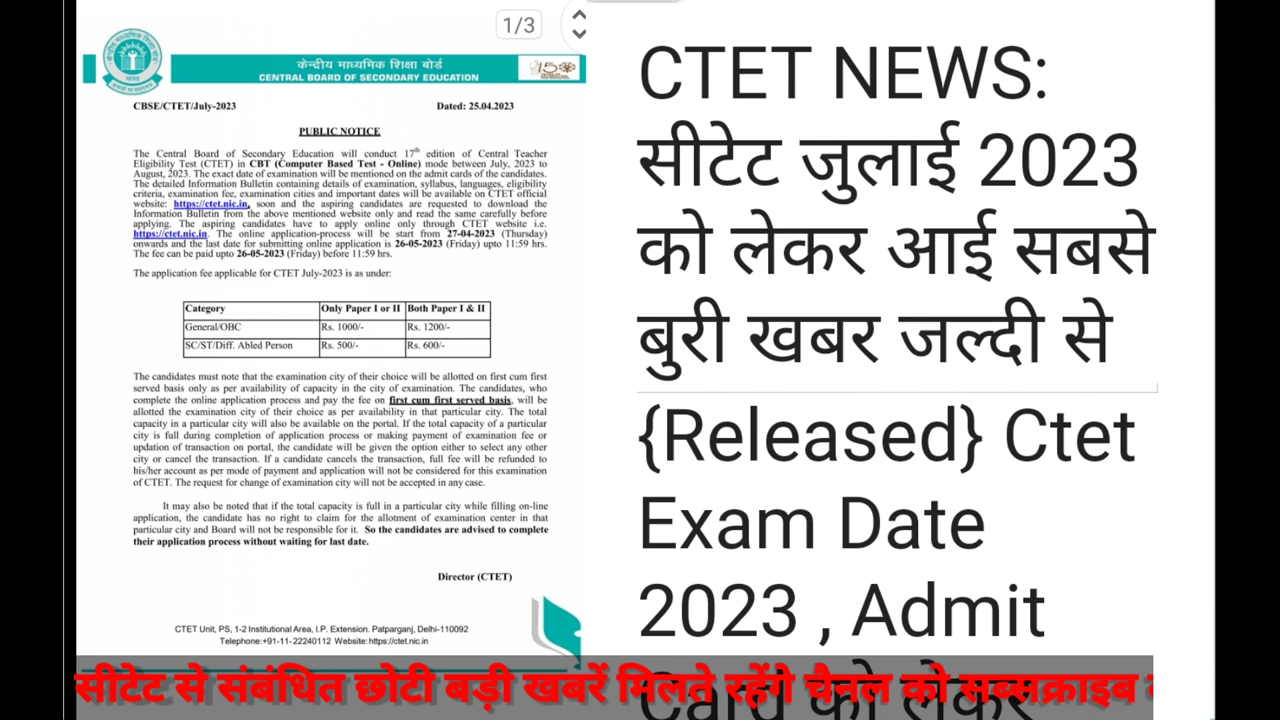 1/3
केन्द्रीय माध्यमिक शिक्षा बोर्ड
CENTRAL BOARD OF SECONDARY EDUCATION
CBSE/CTET/July-2023 Dated: 25.04.2023
PUBLIC NOTICE
The Central Board of Secondary Education will conduct 17th edition of Central Teacher
Eligibility Test (CTET) in CBT (Computer Based Test - Online) mode between July, 2023 to
August, 2023. The exact date of examination will be mentioned on the admit cards of the candidates.
The detailed Information Bulletin containing details of examination, syllabus, languages, eligibility
criteria, examination fee, examination cities and important dates will be available on CTET official
website: https://ctet.nic.in, soon and the aspiring candidates are requested to download the
Information Bulletin from the above mentioned website only and read the same carefully before
applying. The aspiring candidates have to apply online only through CTET website i.e.
https://ctet.nic.in. The online application-process will be start from 27-04-2023 (Thursday)
onwards and the last date for submitting online application is 26-05-2023 (Friday) upto 11:59 hrs.
The fee can be paid upto 26-05-2023 (Friday) before 11:59 hrs.
The application fee applicable for CTET July-2023 is as under:
Category Only Paper I or II Both Paper I & II
General/OBC Rs. 1000/- Rs. 1200/-
SC/ST/Diff. Abled Person Rs. 500/- Rs. 600/-
The candidates must note that the examination city of their choice will be allotted on first cum first
served basis only as per availability of capacity in the city of examination. The candidates, who
complete the online application process and pay the fee on first cum first served basis, will be
allotted the examination city of their choice as per availability in that particular city. The total
capacity in a particular city will also be available on the portal. If the total capacity of a particular
city is full during completion of application process or making payment of examination fee or
updation of transaction on portal, the candidate will be given the option either to select any other
city or cancel the transaction. If a candidate cancels the transaction, full fee will be refunded to
his/her account as per mode of payment and application will not be considered for this examination
of CTET. The request for change of examination city will not be accepted in any case.
It may also be noted that if the total capacity is full in a particular city while filling on-line
application, the candidate has no right to claim for the allotment of examination center in that
particular city and Board will not be responsible for it. So the candidates are advised to complete
their application process without waiting for last date.
Director (CTET)
CTET Unit, PS, 1-2 Institutional Area, I.P. Extension. Patparganj, Delhi-110092
Telephone:+91-11-22240112 Website: https://ctet.nic.in
CTET NEWS:
सीटेट जुलाई 2023
को लेकर आई सबसे
बुरी खबर जल्दी से
{Released} Ctet
Exam Date
2023 , Admit
Card को लेकर
सीटेट से संबंधित छोटी बड़ी खबरें मिलते रहेंगे चैनल को सब्सक्राइब